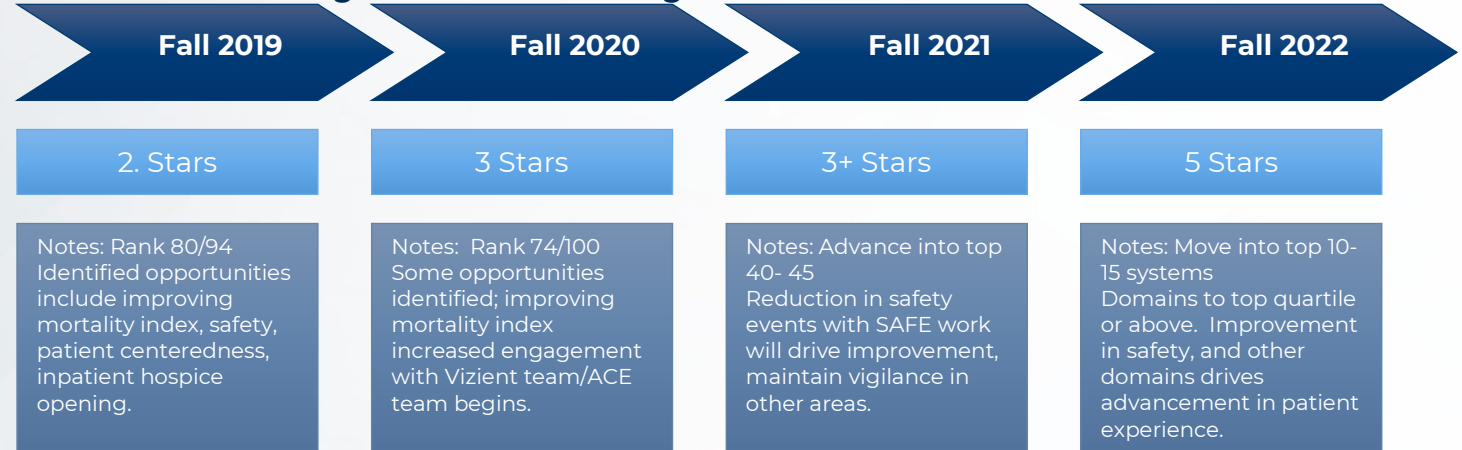 Fall 2019
Fall 2020
Fall 2021
Fall 2022
2. Stars
3 Stars
3+ Stars
5 Stars
Notes: Rank 80/94
Identified opportunities
include improving
mortality index, safety,
patient centeredness,
inpatient hospice
opening.
Notes:  Rank 74/100
Some opportunities
identified; improving
mortality index
increased engagement
with Vizient team/ACE
team begins.
Notes: Advance into top
40- 45
Reduction in safety
events with SAFE work
will drive improvement,
maintain vigilance in
other areas.
Notes: Move into top 10-
15 systems
Domains to top quartile
or above.  Improvement
in safety, and other
domains drives
advancement in patient
experience.